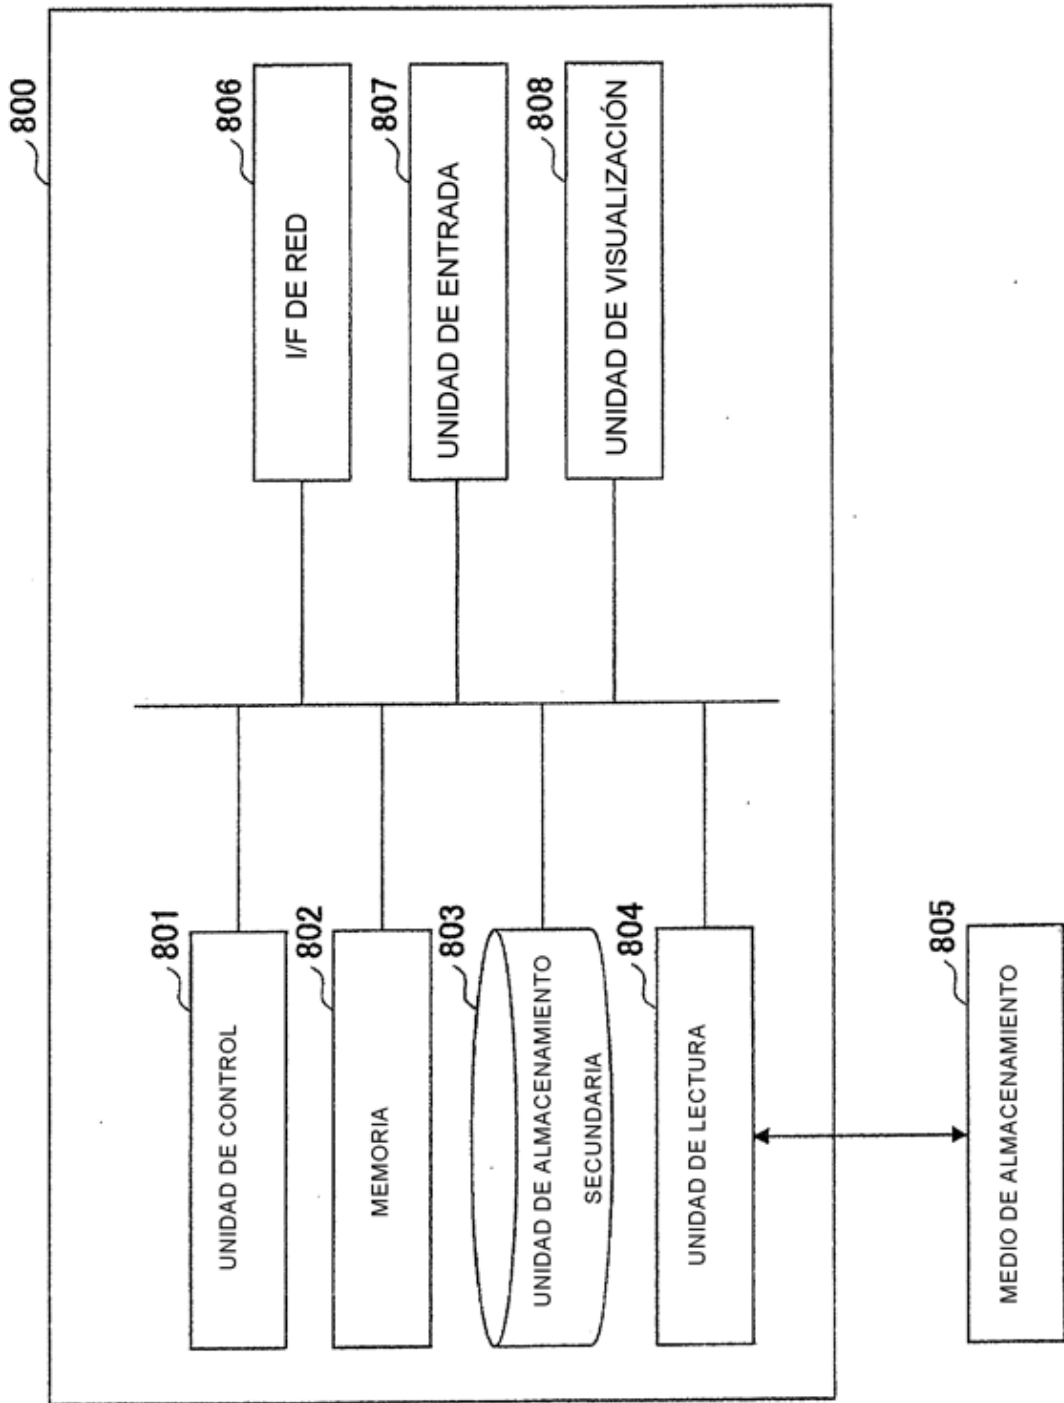 800
801
UNIDAD DE CONTROL
802
MEMORIA
803
UNIDAD DE ALMACENAMIENTO
SECUNDARIA
804
UNIDAD DE LECTURA
805
MEDIO DE ALMACENAMIENTO
806
I/F DE RED
807
UNIDAD DE ENTRADA
808
UNIDAD DE VISUALIZACIÓN